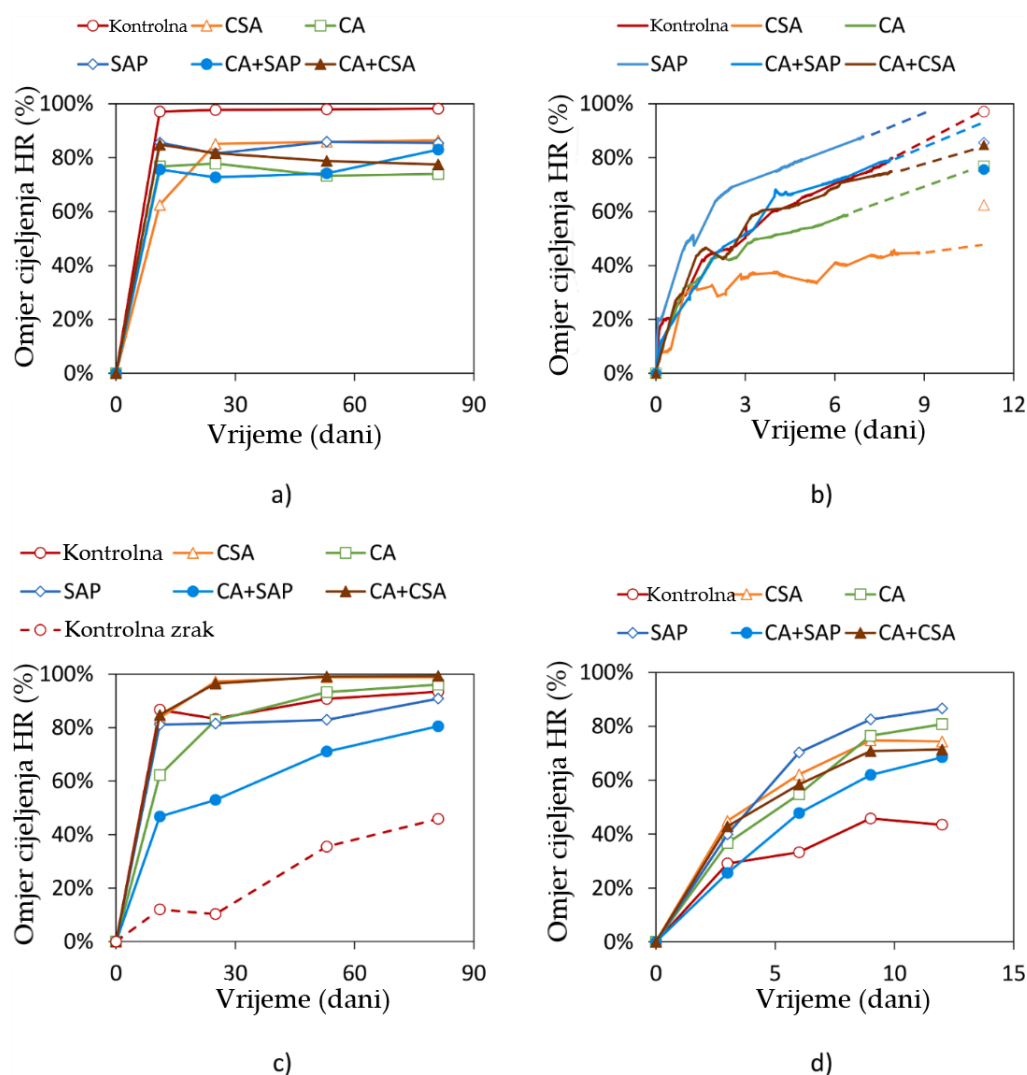 Kontrolna CSA CA
SAP CA+SAP CA+CSA
Omjer cijeljenja HR (%)
100%
80%
60%
40%
20%
0%
0 30 60 90
Vrijeme (dani)
a)
Kontrolna CSA CA
SAP CA+SAP CA+CSA
Omjer cijeljenja HR (%)
100%
80%
60%
40%
20%
0%
0 3 6 9 12
Vrijeme (dani)
b)
Kontrolna CSA CA
SAP CA+SAP CA+CSA
Kontrolna zrak
Omjer cijeljenja HR (%)
100%
80%
60%
40%
20%
0%
0 30 60 90
Vrijeme (dani)
c)
Kontrolna CSA CA
SAP CA+SAP CA+CSA
Omjer cijeljenja HR (%)
100%
80%
60%
40%
20%
0%
0 5 10 15
Vrijeme (dani)
d)